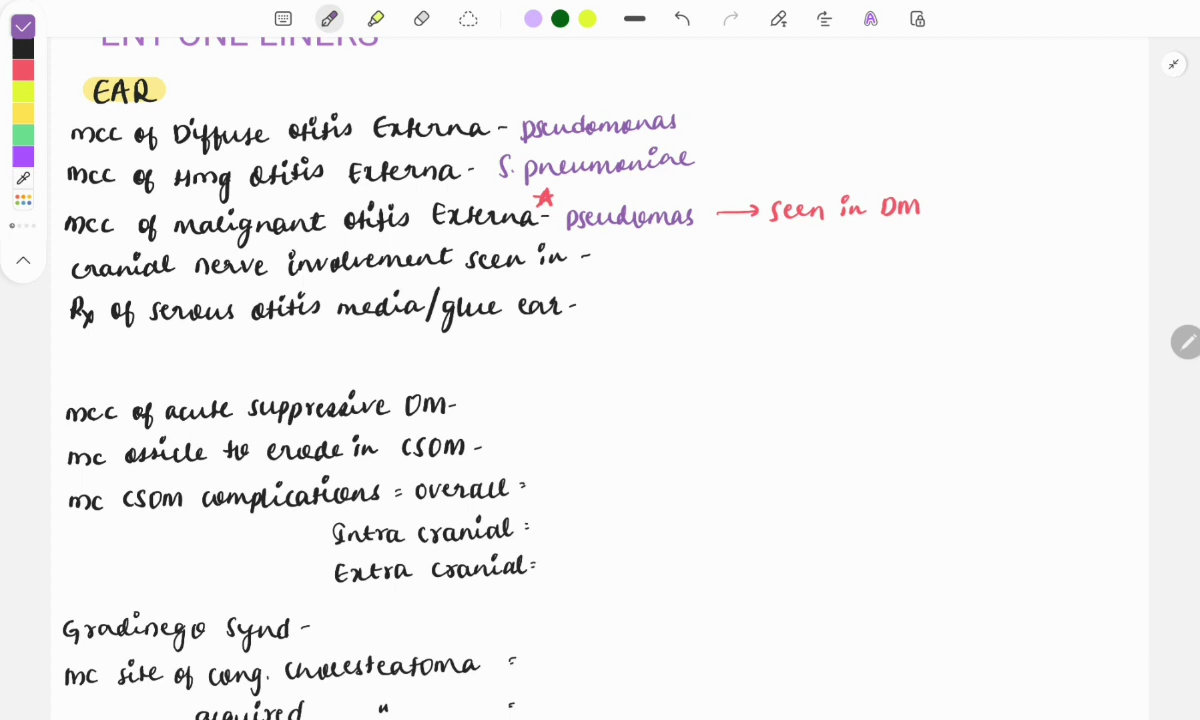 ENT ONE LINERS
EAR
mcc of Diffuse otitis Externa - pseudomonas
mcc of Hmg Otitis Externa - S. pneumoniae
mcc of malignant otitis Externa - pseudomas → seen in DM
cranial nerve involvement seen in -
Rx of serous otitis media/glue ear -
mcc of acute suppressive OM-
mc ossicle to erode in CSOM -
mc CSOM complications = overall =
Intra cranial =
Extra cranial =
Gradinego Synd -
mc site of cong. cholesteatoma =
acquired " =